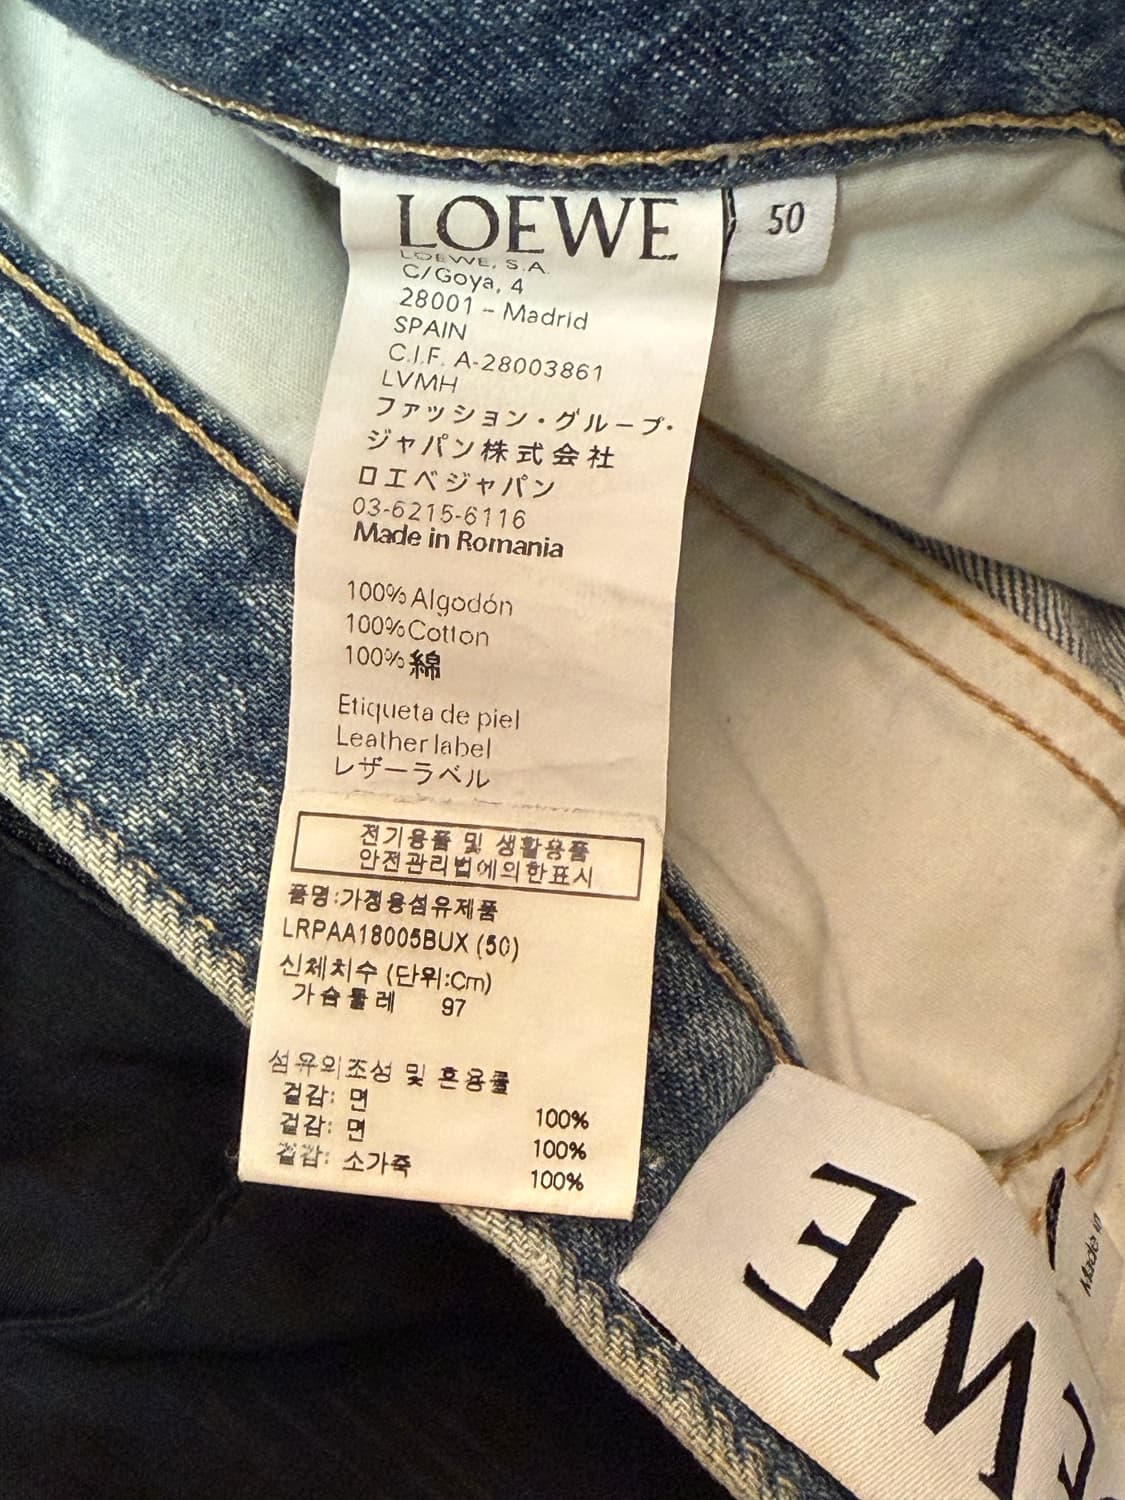 LOEWE
50
LOEWE, S.A.
C/Goya, 4
28001 - Madrid
SPAIN
C.I.F. A-28003861
LVMH
ファッション・グループ・
ジャパン株式会社
ロエベジャパン
03-6215-6116
Made in Romania
100% Algodón
100% Cotton
100% 綿
Etiqueta de piel
Leather label
レザーラベル
전기용품 및 생활용품
안전관리법에의한표시
품명:가정용섬유제품
LRPAA18005BUX (50)
신체치수 (단위:Cm)
가슴둘레 97
섬유의조성 및 혼용률
겉감: 면 100%
겉감: 면 100%
겉감: 소가죽 100%
EWE
Made in